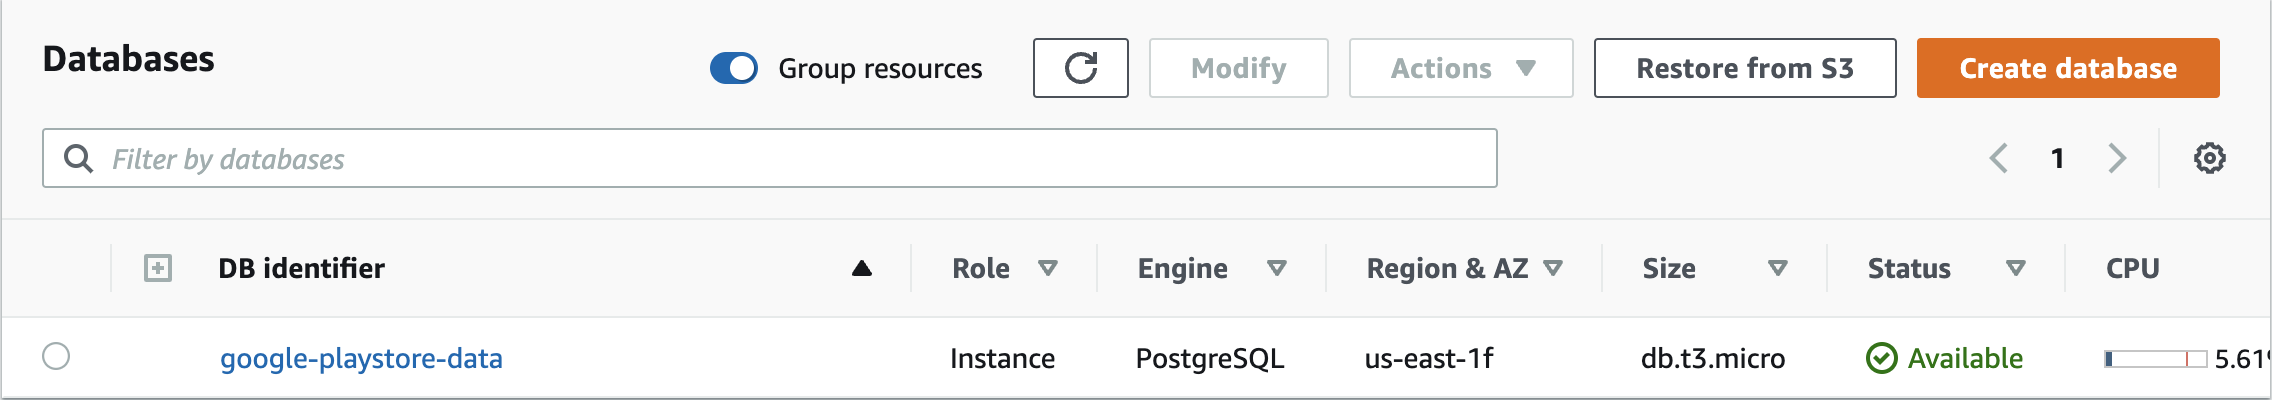 Databases
Group resources
Modify
Actions
Restore from S3
Create database
Filter by databases
1
DB identifier
Role
Engine
Region & AZ
Size
Status
CPU
google-playstore-data
Instance
PostgreSQL
us-east-1f
db.t3.micro
Available
5.61